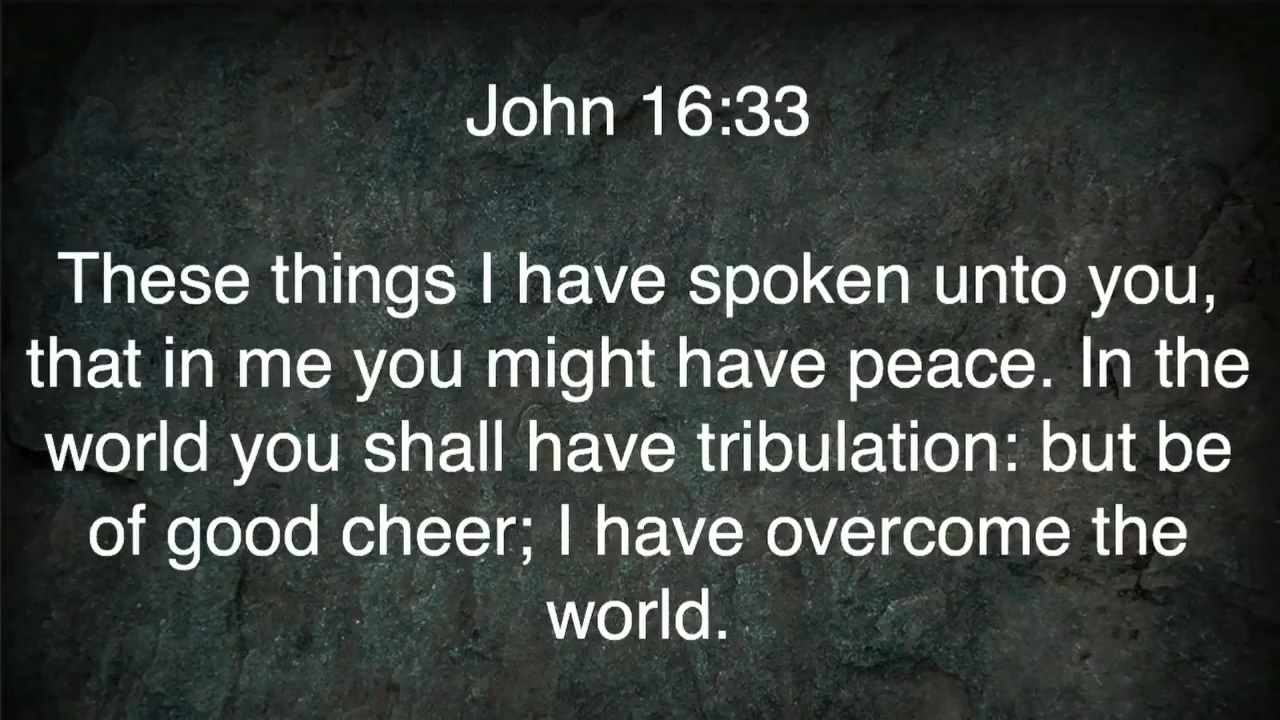 John 16:33
These things I have spoken unto you,
that in me you might have peace. In the
world you shall have tribulation: but be
of good cheer; I have overcome the
world.